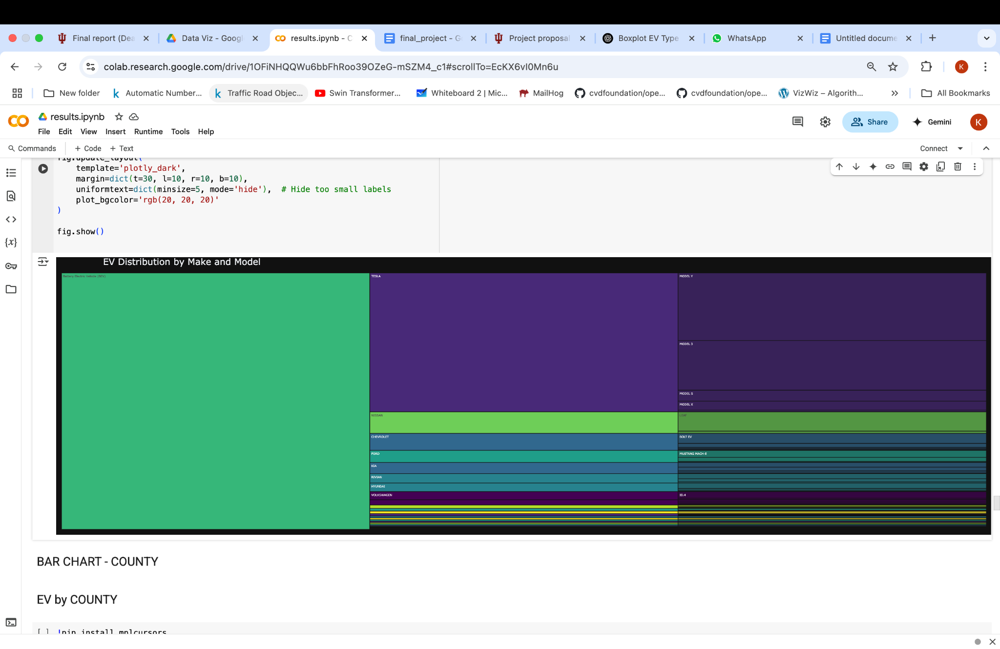 Final report (Dea
Data Viz - Googl
results.ipynb - C
final_project - G
Project proposal
Boxplot EV Type
WhatsApp
Untitled docume
colab.research.google.com/drive/1OFiNHQQWu6bbFhRoo39OZeG-mSZM4_c1#scrollTo=EcKX6vI0Mn6u
K
New folder
Automatic Number...
Traffic Road Objec...
Swin Transformer...
Whiteboard 2 | Mic...
MailHog
cvdfoundation/ope...
cvdfoundation/ope...
VizWiz – Algorith...
All Bookmarks
results.ipynb
File Edit View Insert Runtime Tools Help
Share
Gemini
K
Commands + Code + Text
Connect
fig.update_layout(
template='plotly_dark',
margin=dict(t=30, l=10, r=10, b=10),
uniformtext=dict(minsize=5, mode='hide'),  # Hide too small labels
plot_bgcolor='rgb(20, 20, 20)'
)
fig.show()
EV Distribution by Make and Model
Battery Electric Vehicle (BEV)
TESLA
MODEL Y
MODEL 3
MODEL S
MODEL X
NISSAN
LEAF
CHEVROLET
BOLT EV
FORD
MUSTANG MACH-E
KIA
RIVIAN
HYUNDAI
VOLKSWAGEN
ID.4
BAR CHART - COUNTY
EV by COUNTY
[ ] !pip install mplcursors